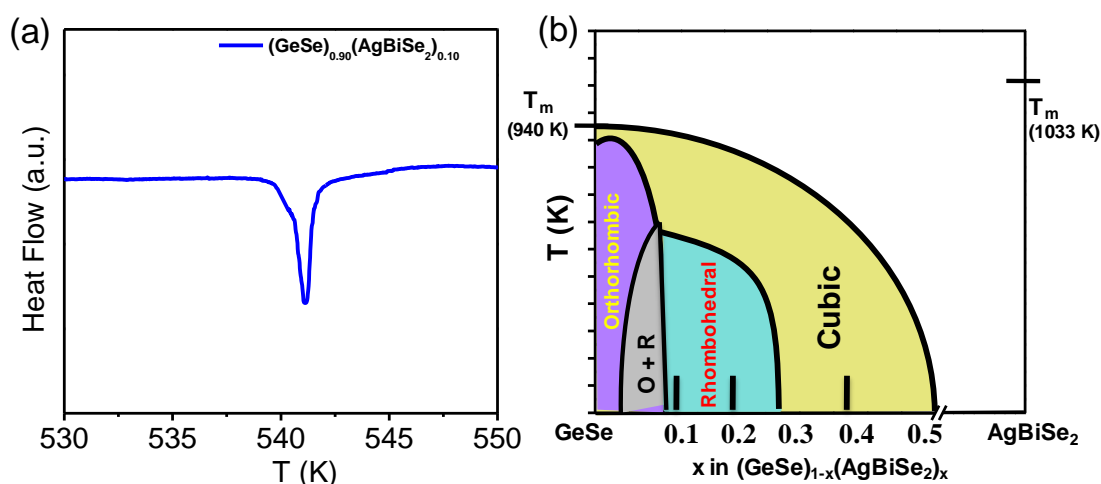 (a)
(GeSe)0.90(AgBiSe2)0.10
Heat Flow (a.u.)
530 535 540 545 550
T (K)
(b)
Tm
(940 K)
Tm
(1033 K)
T (K)
Orthorhombic
O + R
Rhombohedral
Cubic
GeSe 0.1 0.2 0.3 0.4 0.5 AgBiSe2
x in (GeSe)1-x(AgBiSe2)x